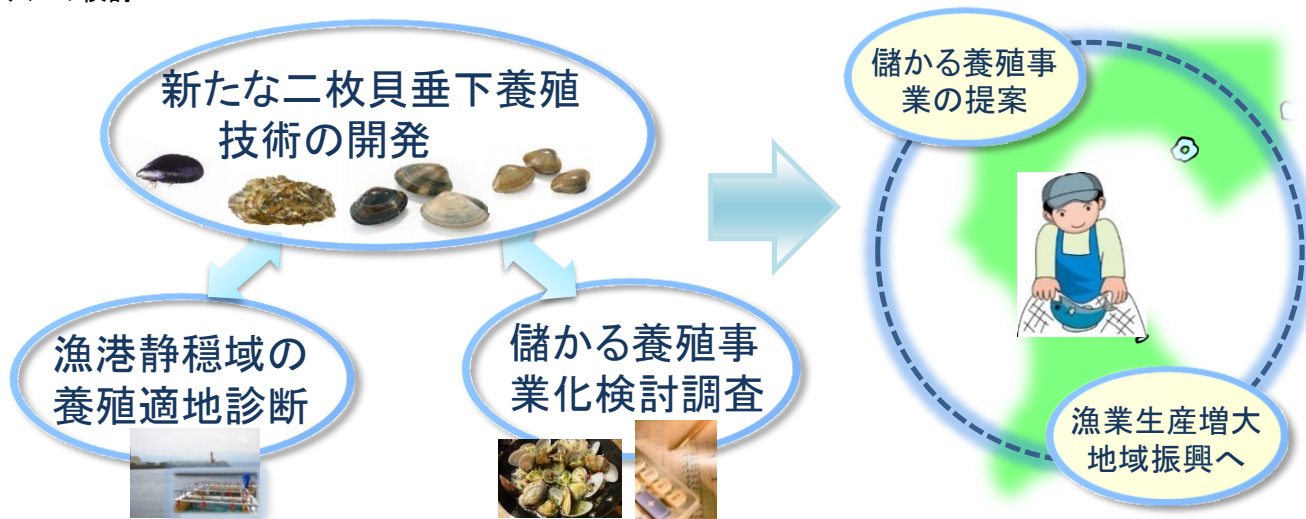 新たな二枚貝垂下養殖
技術の開発
漁港静穏域の
養殖適地診断
儲かる養殖事
業化検討調査
儲かる養殖事
業の提案
漁業生産増大
地域振興へ